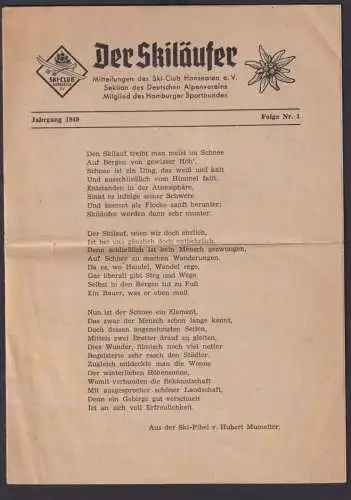 Der Skiläufer
Mitteilungen des Ski-Club Hanseaten e.V.
Sektion des Deutschen Alpenvereins
Mitglied des Hamburger Sportbundes
SKI-CLUB
Jahrgang 1949
Folge Nr. 1
Den Skilauf treibt man meist im Schnee
Auf Bergen von gewisser Höh'.
Schnee ist ein Ding, das weiß und kalt
Und ausschließlich vom Himmel fällt.
Entstanden in der Atmosphäre,
Sinkt es infolge seiner Schwere
Und kommt als Flocke sanft herunter;
Skiläufer werden dann sehr munter.
Der Skilauf, seien wir doch ehrlich,
Ist bei uns gänzlich doch entbehrlich.
Denn schließlich ist kein Mensch gezwungen,
Auf Schnee zu machen Wanderungen.
Da es, wo Handel, Wandel rege,
Gar überall gibt Steg und Wege.
Selbst in den Bergen tut zu Fuß
Ein Bauer, was er eben muß.
Nun ist der Schnee ein Element,
Das zwar der Mensch schon lange kennt,
Doch dessen angenehmsten Seiten,
Mittels zwei Bretter drauf zu gleiten,
Dies Wunder, filmisch noch viel netter
Begeisterte sehr rasch den Städter.
Zugleich entdeckte man die Wonne
Der winterlichen Höhensonne,
Womit verbunden die Bekanntschaft
Mit ausgesprochen schöner Landschaft,
Denn ein Gebirge gut verschneit
Ist an sich voll Erfreulichkeit.
Aus der Ski-Fibel v. Hubert Mumelter.